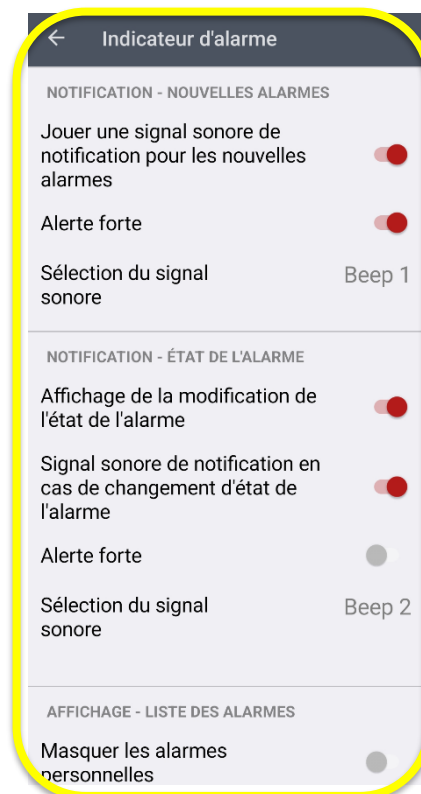 Indicateur d'alarme
NOTIFICATION - NOUVELLES ALARMES
Jouer une signal sonore de
notification pour les nouvelles
alarmes
Alerte forte
Sélection du signal
sonore
Beep 1
NOTIFICATION - ÉTAT DE L'ALARME
Affichage de la modification de
l'état de l'alarme
Signal sonore de notification en
cas de changement d'état de
l'alarme
Alerte forte
Sélection du signal
sonore
Beep 2
AFFICHAGE - LISTE DES ALARMES
Masquer les alarmes
personnelles